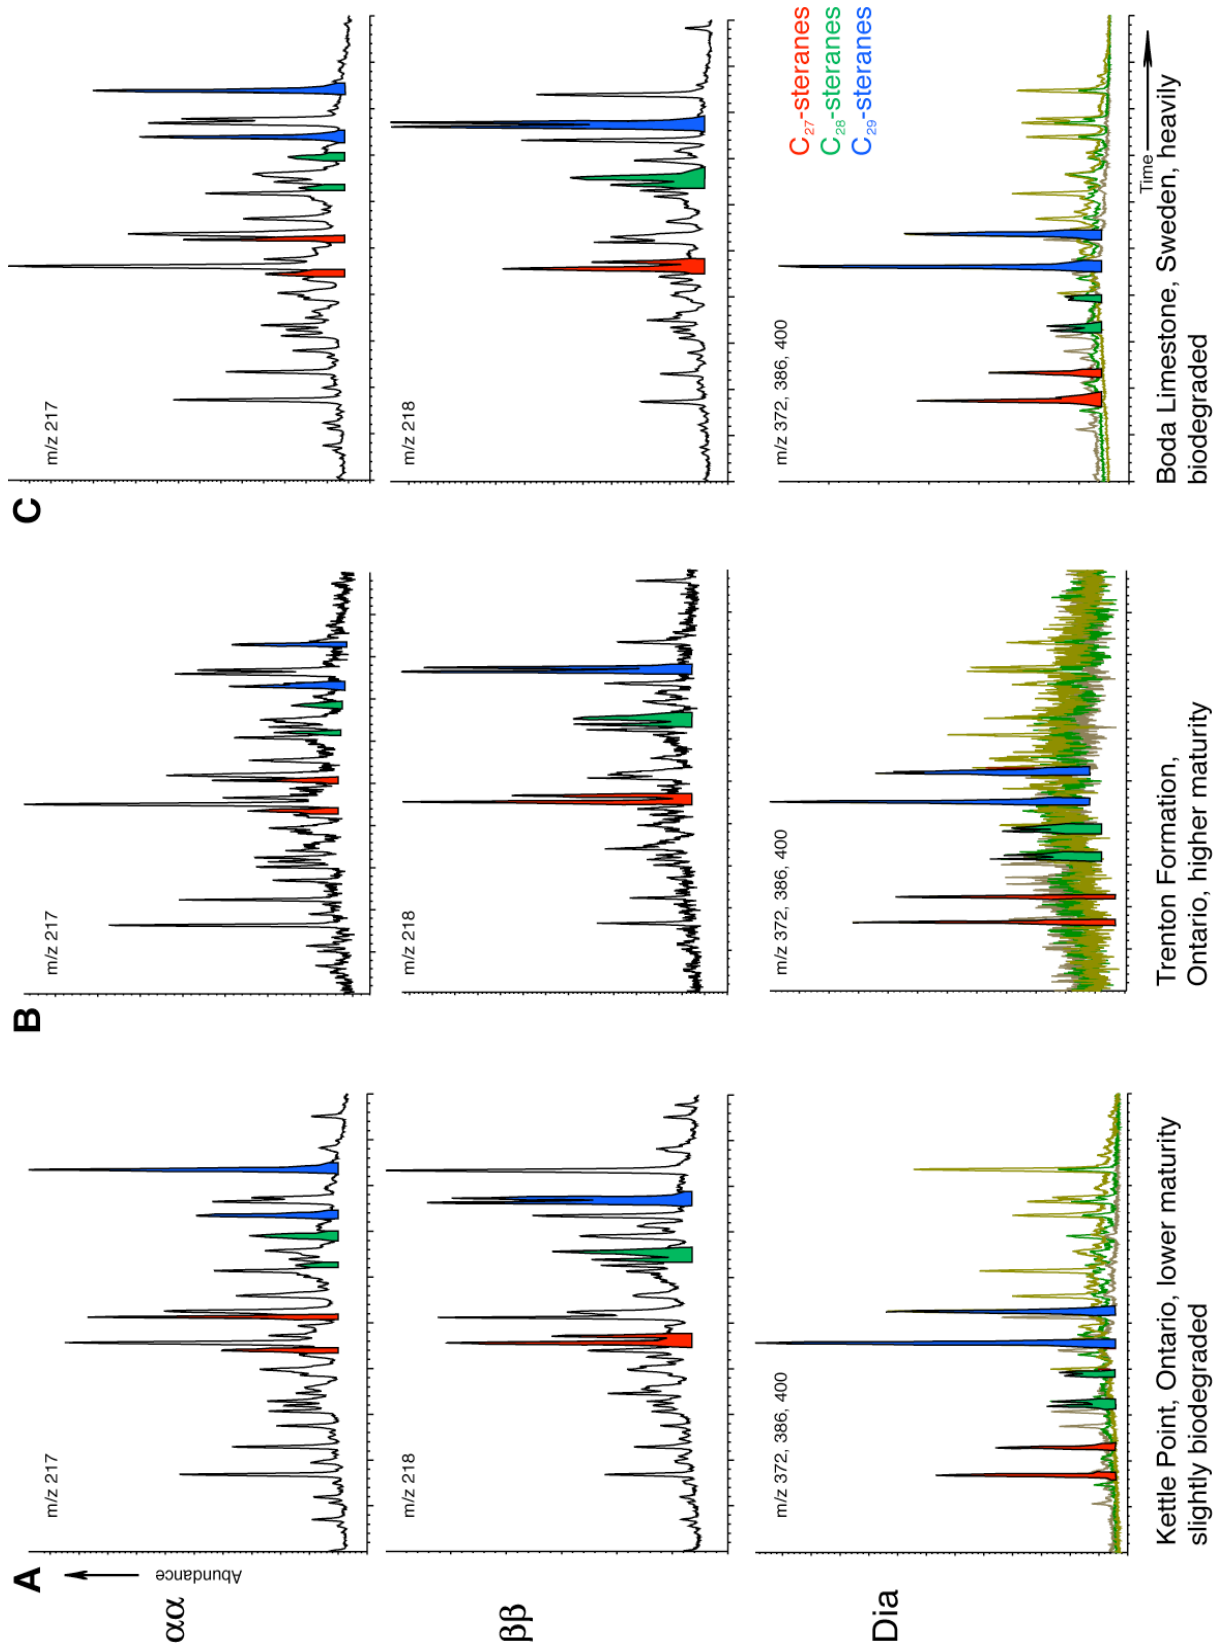 A
B
C
Abundance
αα
m/z 217
m/z 217
m/z 217
ββ
m/z 218
m/z 218
m/z 218
Dia
m/z 372, 386, 400
m/z 372, 386, 400
m/z 372, 386, 400
C27-steranes
C28-steranes
C29-steranes
Time
Kettle Point, Ontario, lower maturity
slightly biodegraded
Trenton Formation,
Ontario, higher maturity
Boda Limestone, Sweden, heavily
biodegraded